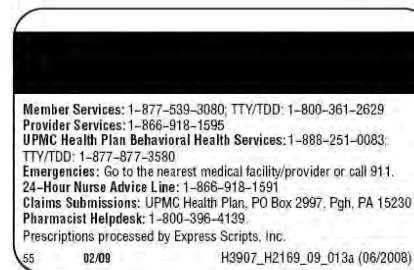 Member Services: 1-877-539-3080; TTY/TDD: 1-800-361-2629
Provider Services: 1-866-918-1595
UPMC Health Plan Behavioral Health Services: 1-888-251-0083;
TTY/TDD: 1-877-877-3580
Emergencies: Go to the nearest medical facility/provider or call 911.
24-Hour Nurse Advice Line: 1-866-918-1591
Claims Submissions: UPMC Health Plan, PO Box 2997, Pgh, PA 15230
Pharmacist Helpdesk: 1-800-396-4139.
Prescriptions processed by Express Scripts, Inc.
55 02/09 H3907_H2169_09_013a (06/2008)